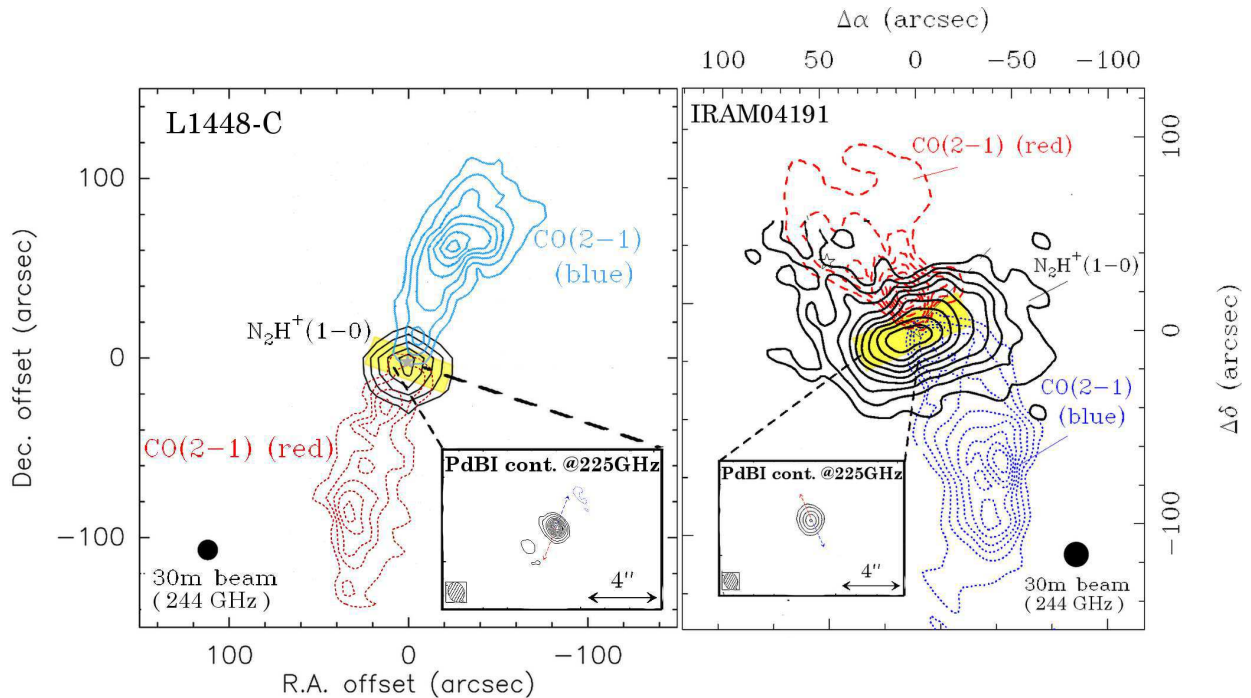 Δα (arcsec)
100 50 0 −50 −100
L1448-C
IRAM04191
CO(2−1) (red)
100
100
CO(2−1)
(blue)
N₂H⁺(1−0)
N₂H⁺(1−0)
0
0
Dec. offset (arcsec)
Δδ (arcsec)
CO(2−1)
(blue)
CO(2−1) (red)
PdBI cont. @225GHz
PdBI cont. @225GHz
−100
−100
4"
4"
30m beam
(244 GHz)
30m beam
(244 GHz)
100 0 −100
R.A. offset (arcsec)